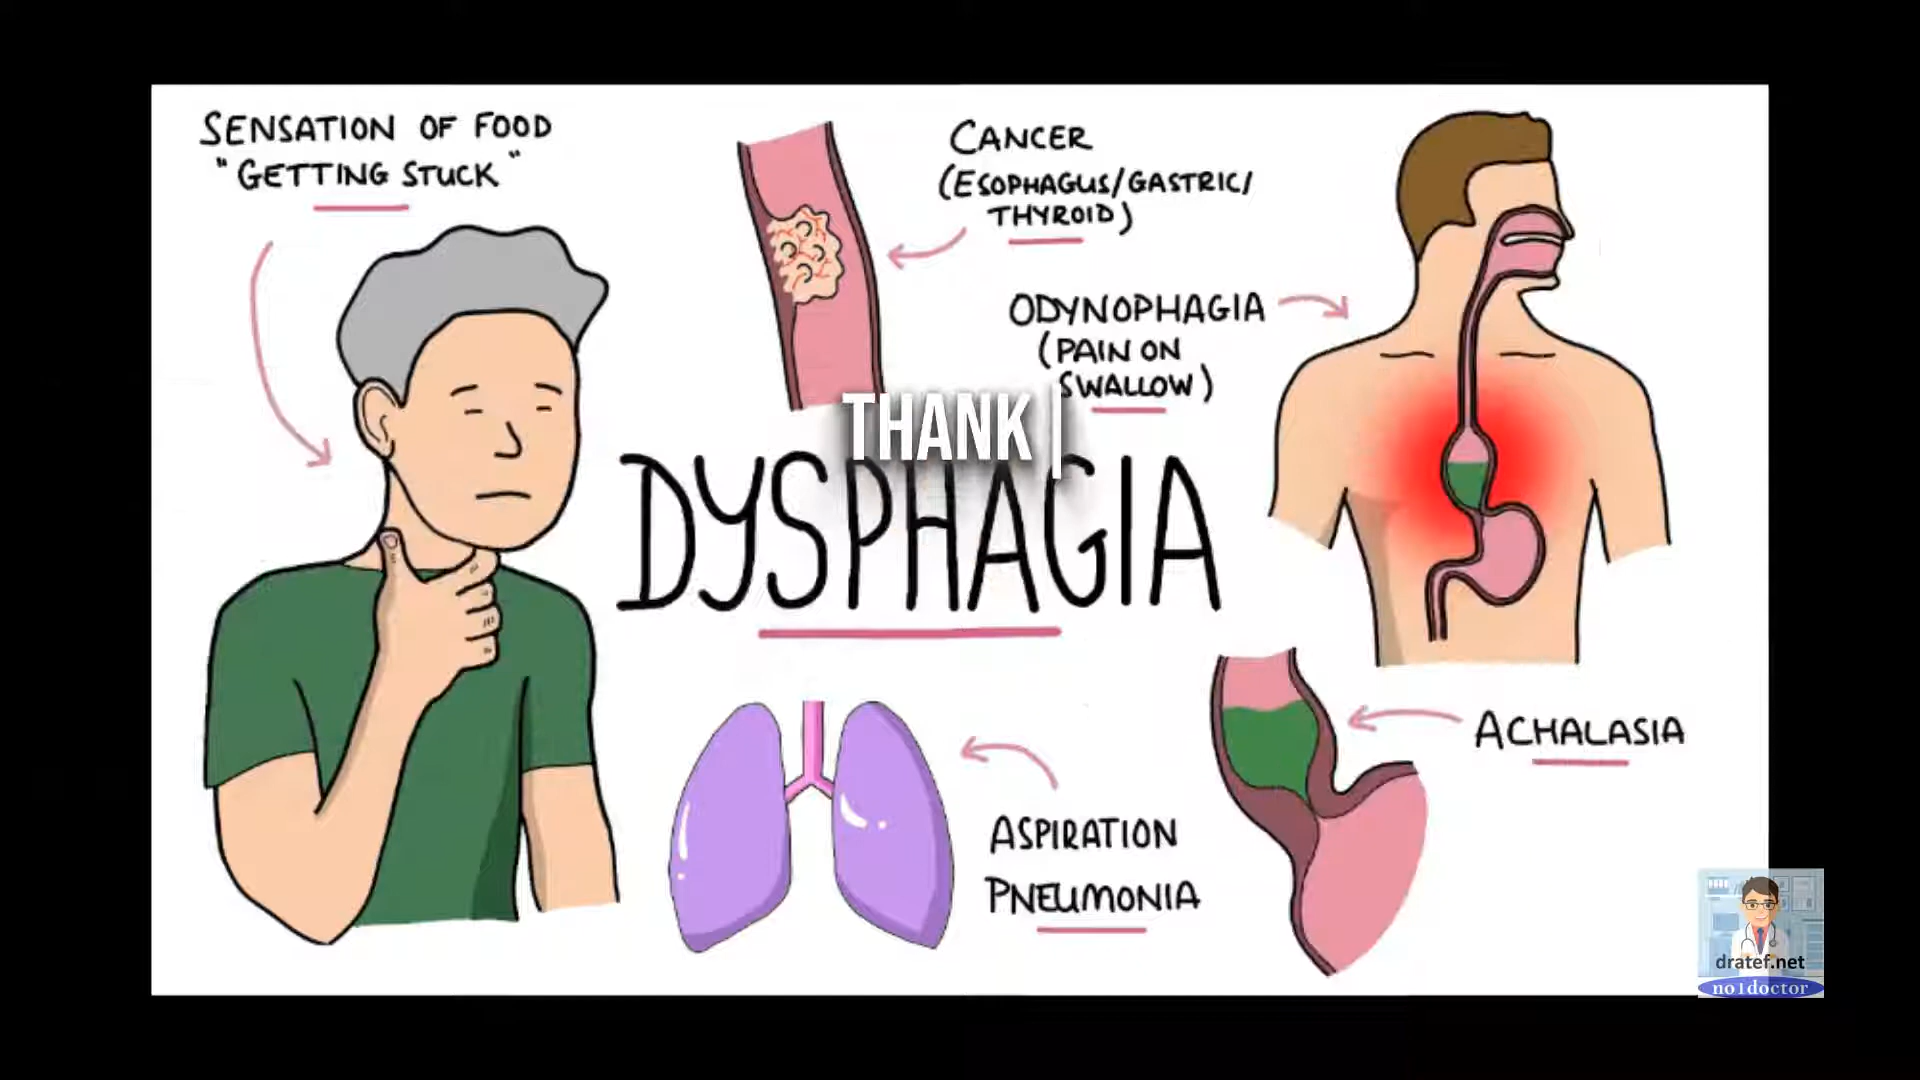 SENSATION OF FOOD
"GETTING STUCK"
CANCER
(ESOPHAGUS/GASTRIC/
THYROID)
ODYNOPHAGIA
(PAIN ON
SWALLOW)
THANK
DYSPHAGIA
ACHALASIA
ASPIRATION
PNEUMONIA
dratef.net
no1doctor